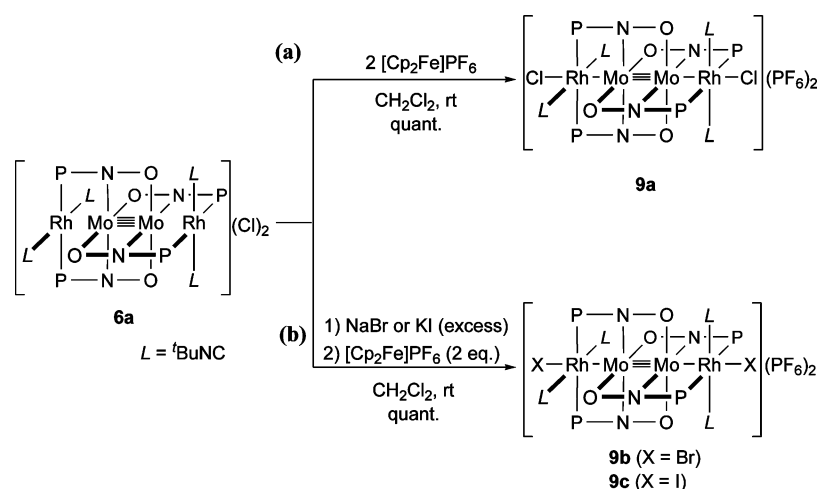 (a)
2 [Cp2Fe]PF6
CH2Cl2, rt
quant.
P N O
L O N P L
Cl Rh Mo Mo Rh Cl (PF6)2
L O N P
P N O L
9a
P N O L
L O N P
Rh Mo Mo Rh (Cl)2
L O N P
P N O L
6a
L = tBuNC
(b)
1) NaBr or KI (excess)
2) [Cp2Fe]PF6 (2 eq.)
CH2Cl2, rt
quant.
P N O L
L O N P
X Rh Mo Mo Rh X (PF6)2
L O N P
P N O L
9b (X = Br)
9c (X = I)